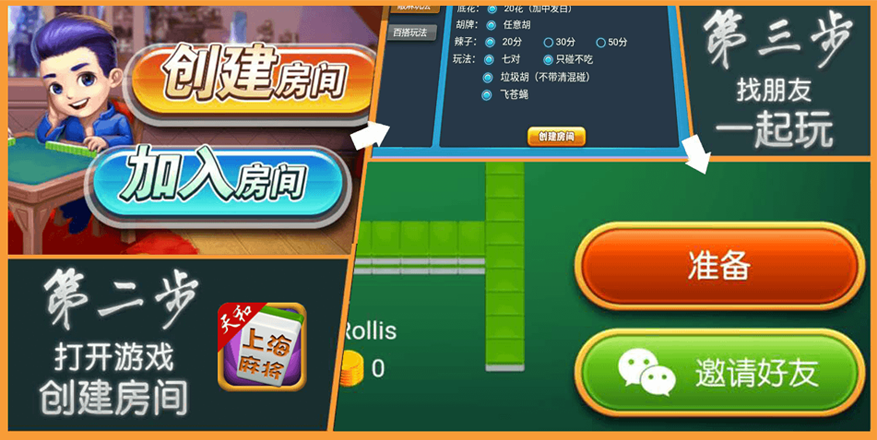 创建房间
加入房间
百搭玩法
底花： 20花（加中发白）
胡牌： 任意胡
辣子： 20分 30分 50分
玩法： 七对 只碰不吃
垃圾胡（不带清混碰）
飞苍蝇
创建房间
第三步
找朋友
一起玩
第二步
打开游戏
创建房间
天和
上海
麻将
Rollis
0
准备
邀请好友